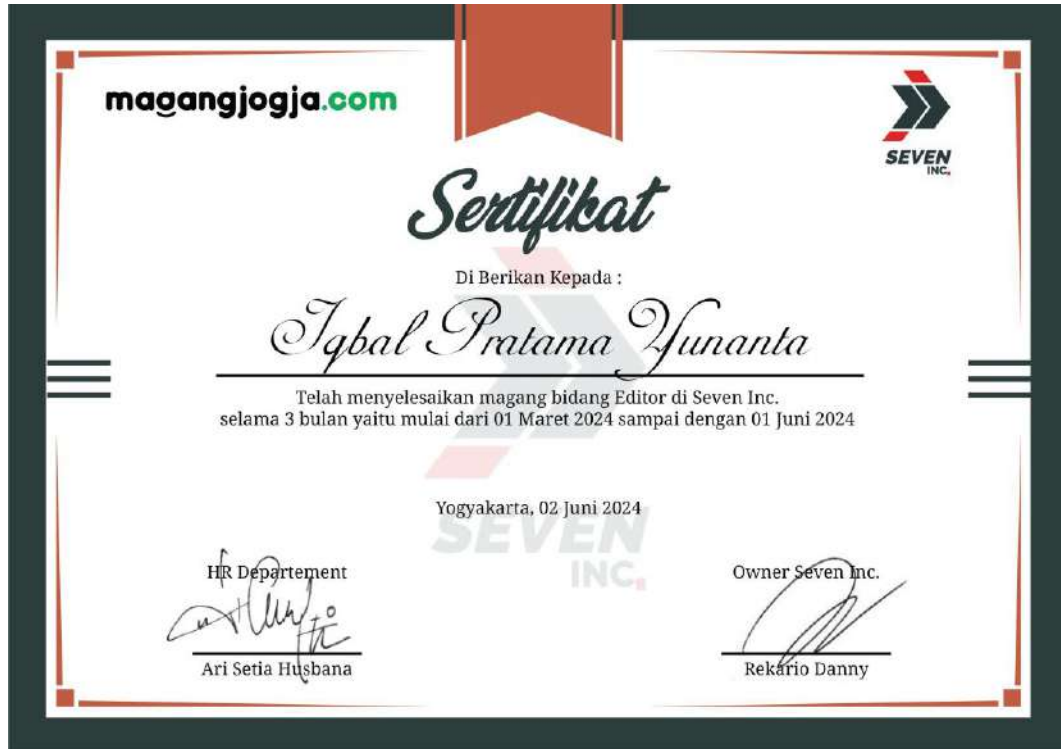 magangjogja.com
SEVEN
INC.
Sertifikat
Di Berikan Kepada :
Iqbal Pratama Yunanta
Telah menyelesaikan magang bidang Editor di Seven Inc.
selama 3 bulan yaitu mulai dari 01 Maret 2024 sampai dengan 01 Juni 2024
Yogyakarta, 02 Juni 2024
SEVEN
INC.
HR Departement
Owner Seven Inc.
Ari Setia Husbana
Rekario Danny